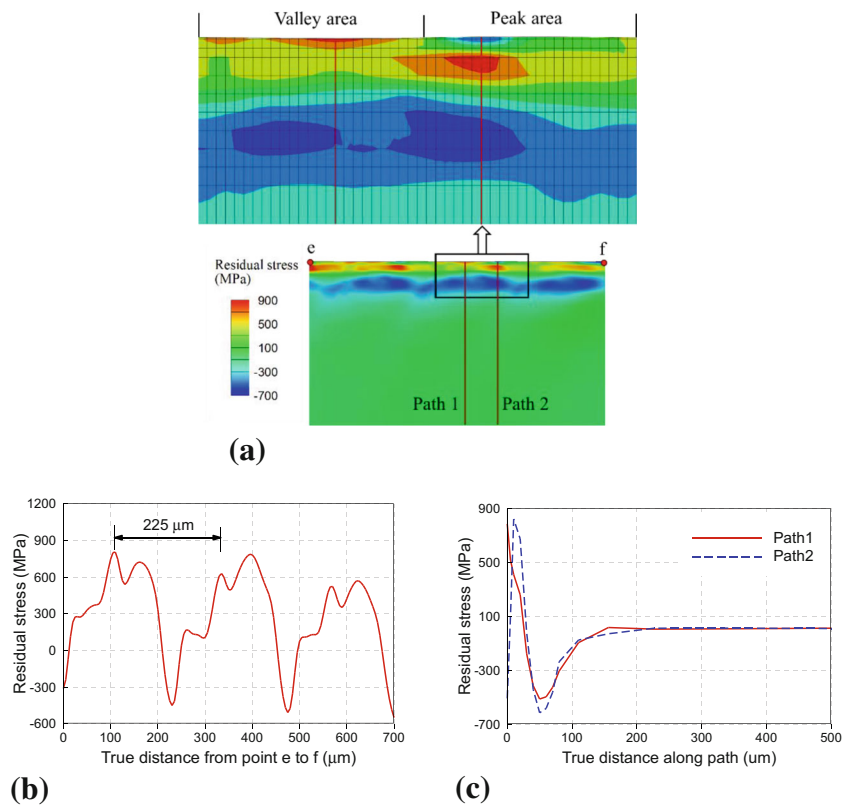 Valley area
Peak area
e
f
Residual stress
(MPa)
900
500
100
-300
-700
Path 1
Path 2
(a)
1200
900
600
300
0
-300
-600
Residual stress (MPa)
225 μm
0
100
200
300
400
500
600
700
True distance from point e to f (μm)
(b)
900
500
100
-300
-700
Residual stress (MPa)
Path1
Path2
0
100
200
300
400
500
True distance along path (um)
(c)